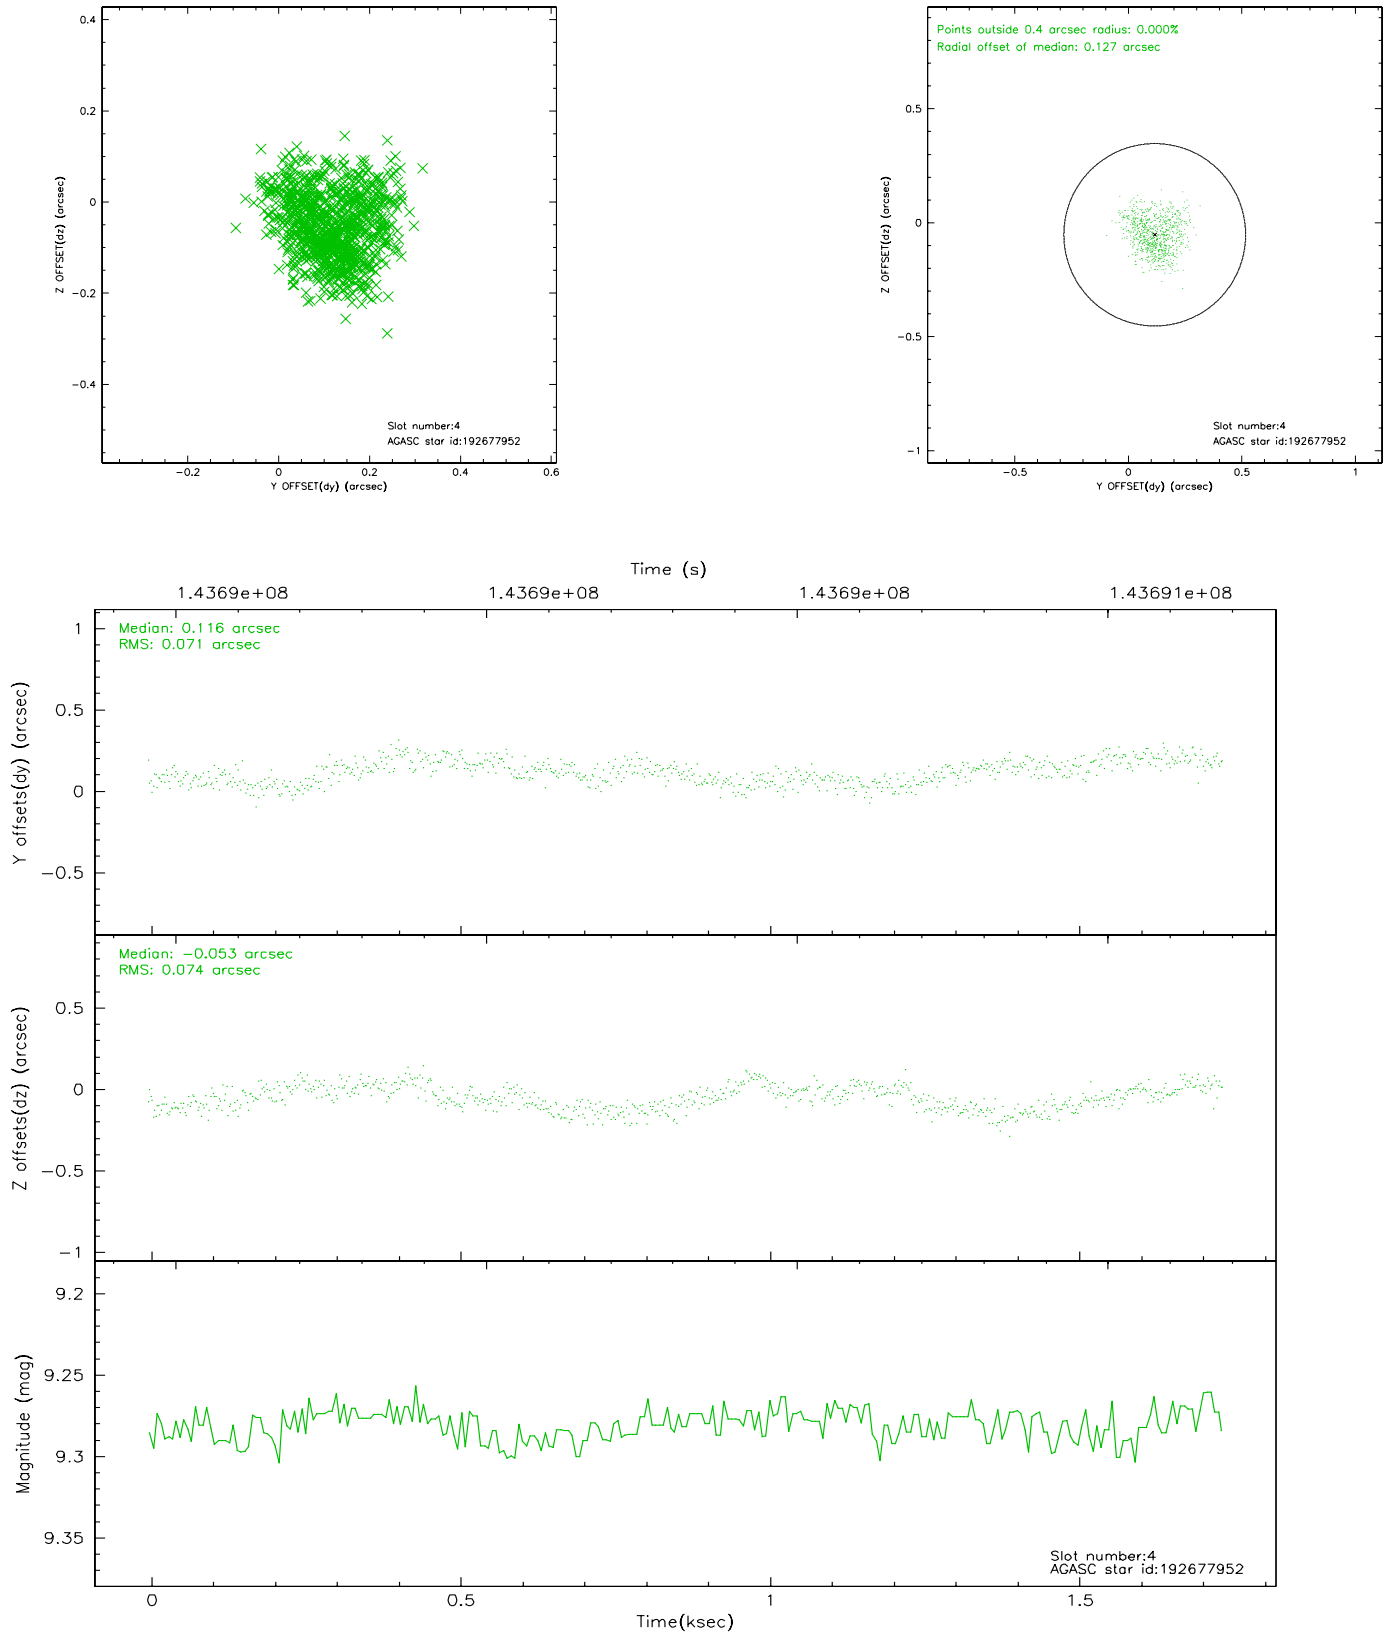 0.4
0.2
0
−0.2
−0.4
Z OFFSET(dz) (arcsec)
Slot number:4
AGASC star id:192677952
−0.2 0 0.2 0.4 0.6
Y OFFSET(dy) (arcsec)
Points outside 0.4 arcsec radius: 0.000%
Radial offset of median: 0.127 arcsec
0.5
0
−0.5
−1
Z OFFSET(dz) (arcsec)
Slot number:4
AGASC star id:192677952
−0.5 0 0.5 1
Y OFFSET(dy) (arcsec)
Time (s)
1.4369e+08 1.4369e+08 1.4369e+08 1.43691e+08
Median: 0.116 arcsec
RMS: 0.071 arcsec
1
0.5
0
−0.5
Y offsets(dy) (arcsec)
Median: −0.053 arcsec
RMS: 0.074 arcsec
0.5
0
−0.5
−1
Z offsets(dz) (arcsec)
9.2
9.25
9.3
9.35
Magnitude (mag)
Slot number:4
AGASC star id:192677952
0 0.5 1 1.5
Time(ksec)